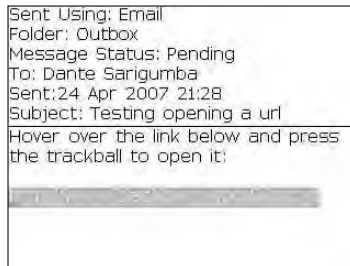 Sent Using: Email
Folder: Outbox
Message Status: Pending
To: Dante Sarigumba
Sent:24 Apr 2007 21:28
Subject: Testing opening a url
Hover over the link below and press
the trackball to open it: